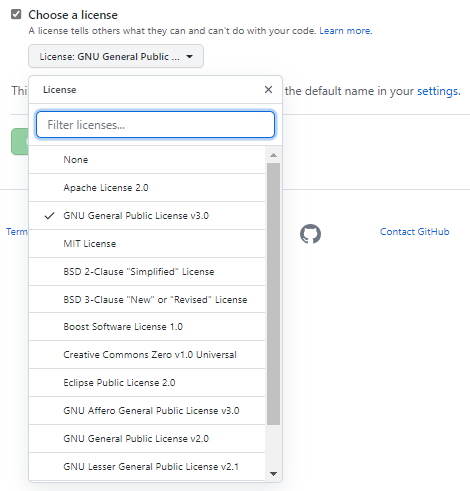 Choose a license
A license tells others what they can and can't do with your code. Learn more.
License: GNU General Public ...
Thi
the default name in your settings.
License
Filter licenses...
None
Apache License 2.0
GNU General Public License v3.0
MIT License
BSD 2-Clause "Simplified" License
BSD 3-Clause "New" or "Revised" License
Boost Software License 1.0
Creative Commons Zero v1.0 Universal
Eclipse Public License 2.0
GNU Affero General Public License v3.0
GNU General Public License v2.0
GNU Lesser General Public License v2.1
Term
Contact GitHub